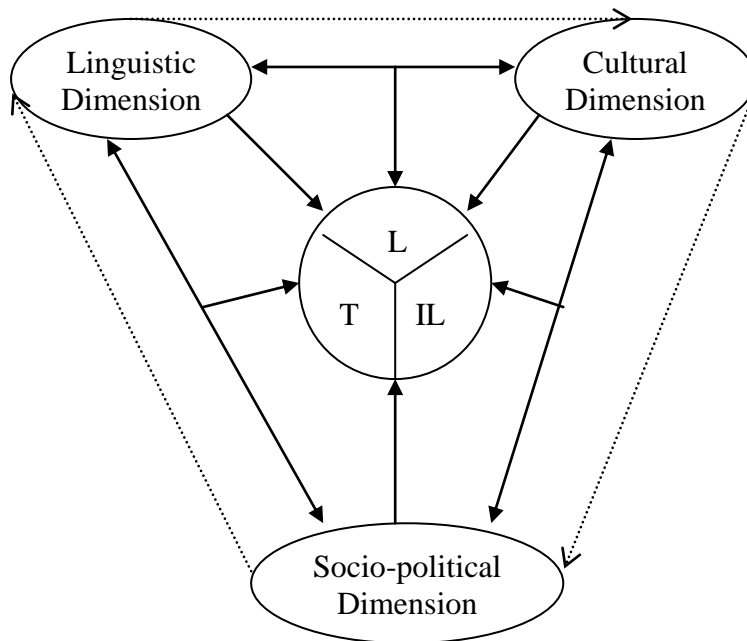 Linguistic
Dimension
Cultural
Dimension
L
T
IL
Socio-political
Dimension